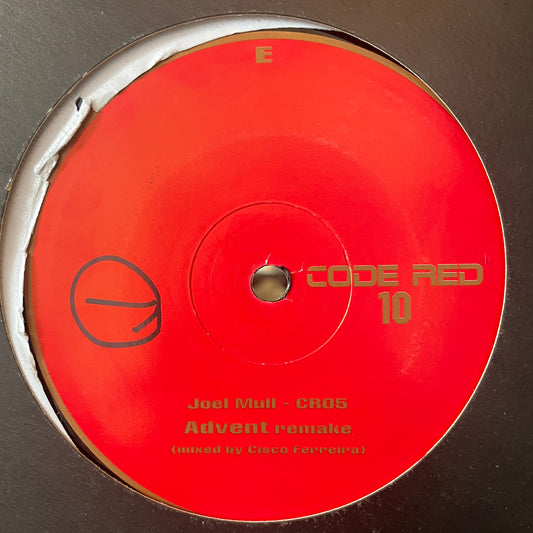 E
CODE RED
10
Joel Mull - CR05
Advent remake
(mixed by Cisco Ferreira)